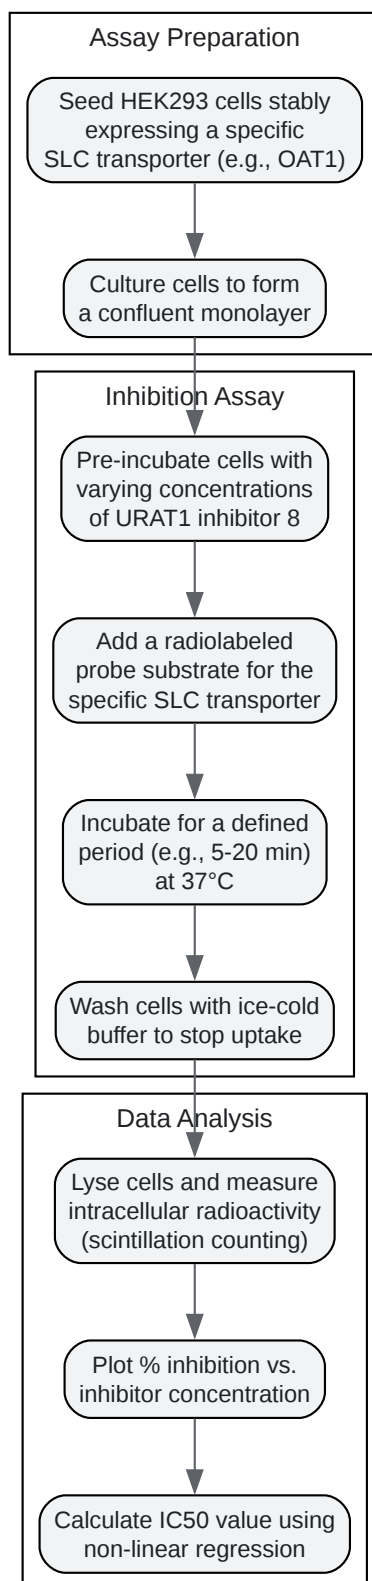 Assay Preparation
Seed HEK293 cells stably
expressing a specific
SLC transporter (e.g., OAT1)
Culture cells to form
a confluent monolayer
Inhibition Assay
Pre-incubate cells with
varying concentrations
of URAT1 inhibitor 8
Add a radiolabeled
probe substrate for the
specific SLC transporter
Incubate for a defined
period (e.g., 5-20 min)
at 37°C
Wash cells with ice-cold
buffer to stop uptake
Data Analysis
Lyse cells and measure
intracellular radioactivity
(scintillation counting)
Plot % inhibition vs.
inhibitor concentration
Calculate IC50 value using
non-linear regression